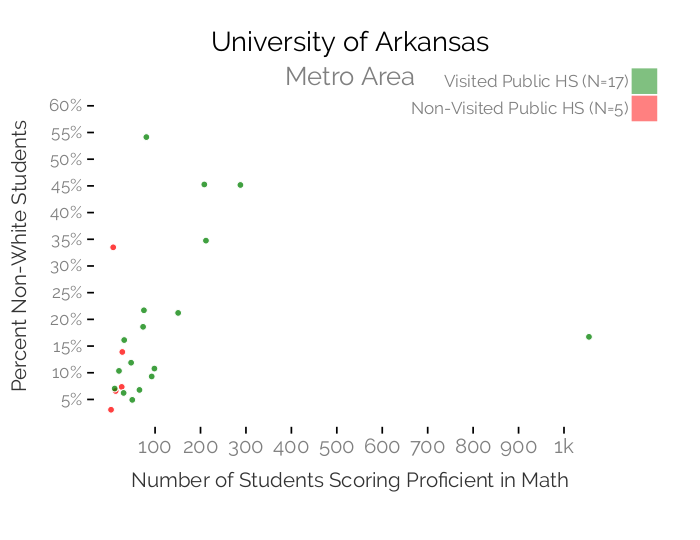 University of Arkansas
Metro Area
Visited Public HS (N=17)
Non-Visited Public HS (N=5)
Percent Non-White Students
60%
55%
50%
45%
40%
35%
30%
25%
20%
15%
10%
5%
100 200 300 400 500 600 700 800 900 1k
Number of Students Scoring Proficient in Math